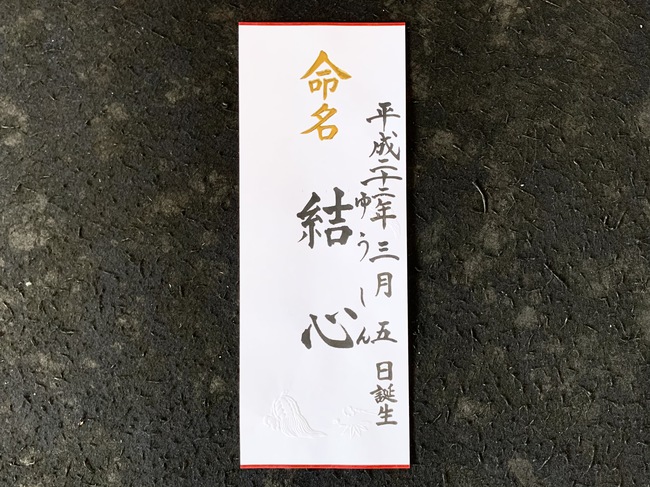 平成二十二年三月五日誕生
命名
結心
ゆうしん